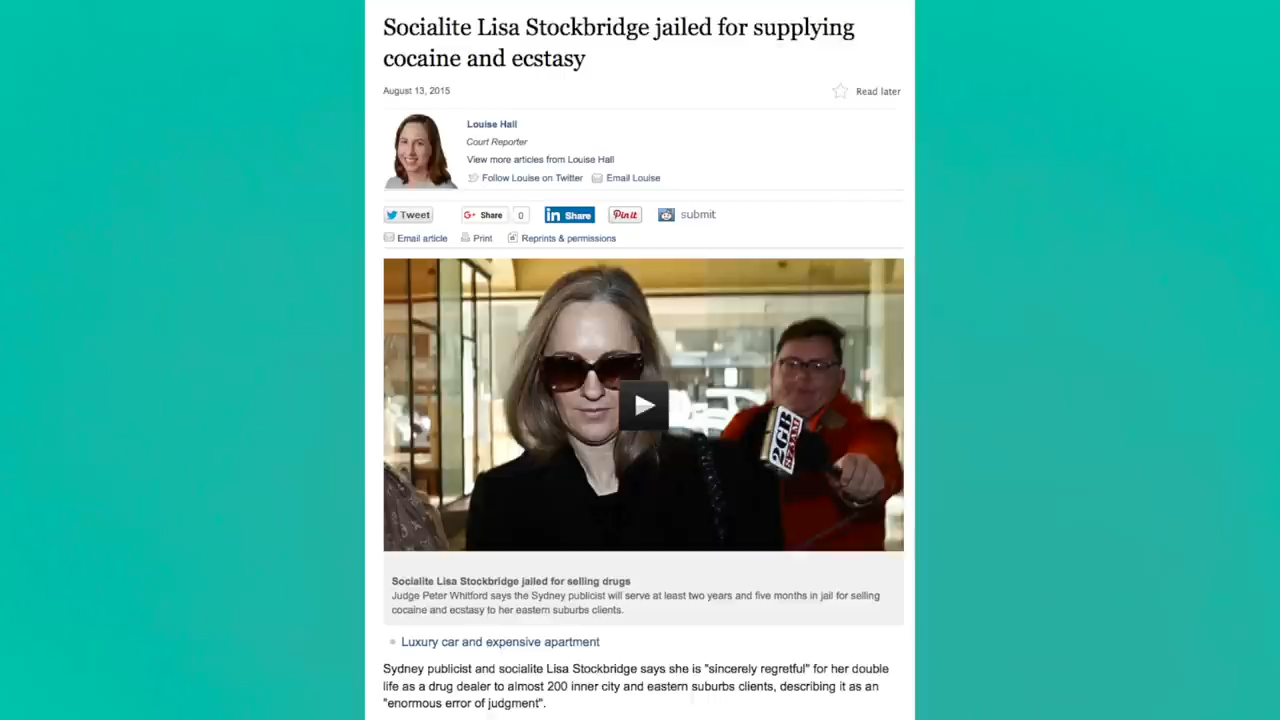 Socialite Lisa Stockbridge jailed for supplying
cocaine and ecstasy
August 13, 2015
Read later
Louise Hall
Court Reporter
View more articles from Louise Hall
Follow Louise on Twitter Email Louise
Tweet G+ Share 0 in Share Pin it submit
Email article Print Reprints & permissions
2GB
873AM
Socialite Lisa Stockbridge jailed for selling drugs
Judge Peter Whitford says the Sydney publicist will serve at least two years and five months in jail for selling
cocaine and ecstasy to her eastern suburbs clients.
Luxury car and expensive apartment
Sydney publicist and socialite Lisa Stockbridge says she is "sincerely regretful" for her double
life as a drug dealer to almost 200 inner city and eastern suburbs clients, describing it as an
"enormous error of judgment".